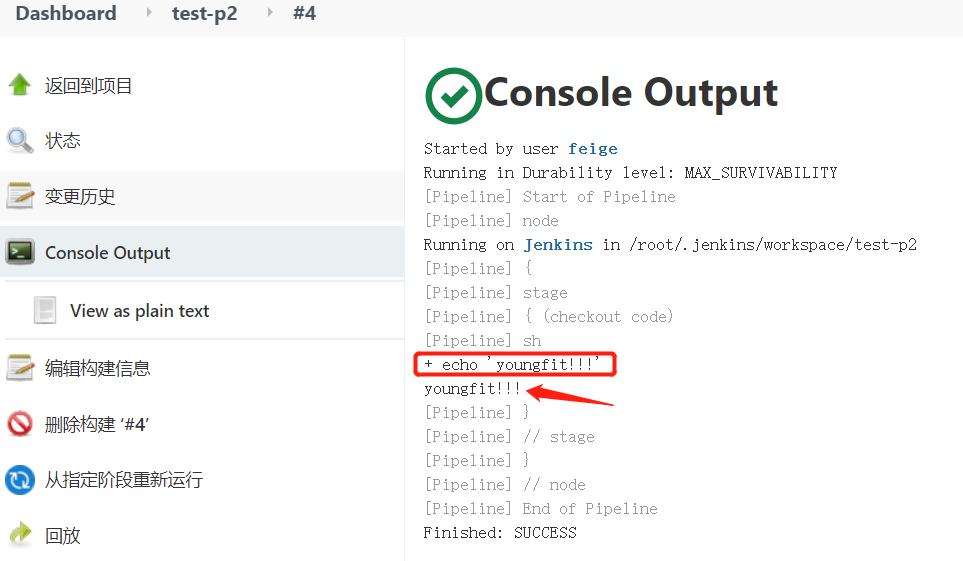 Dashboard test-p2 #4
返回到项目
状态
变更历史
Console Output
View as plain text
编辑构建信息
删除构建 ‘#4’
从指定阶段重新运行
回放
Console Output
Started by user feige
Running in Durability level: MAX_SURVIVABILITY
[Pipeline] Start of Pipeline
[Pipeline] node
Running on Jenkins in /root/.jenkins/workspace/test-p2
[Pipeline] {
[Pipeline] stage
[Pipeline] { (checkout code)
[Pipeline] sh
+ echo 'youngfit!!!'
youngfit!!!
[Pipeline] }
[Pipeline] // stage
[Pipeline] }
[Pipeline] // node
[Pipeline] End of Pipeline
Finished: SUCCESS